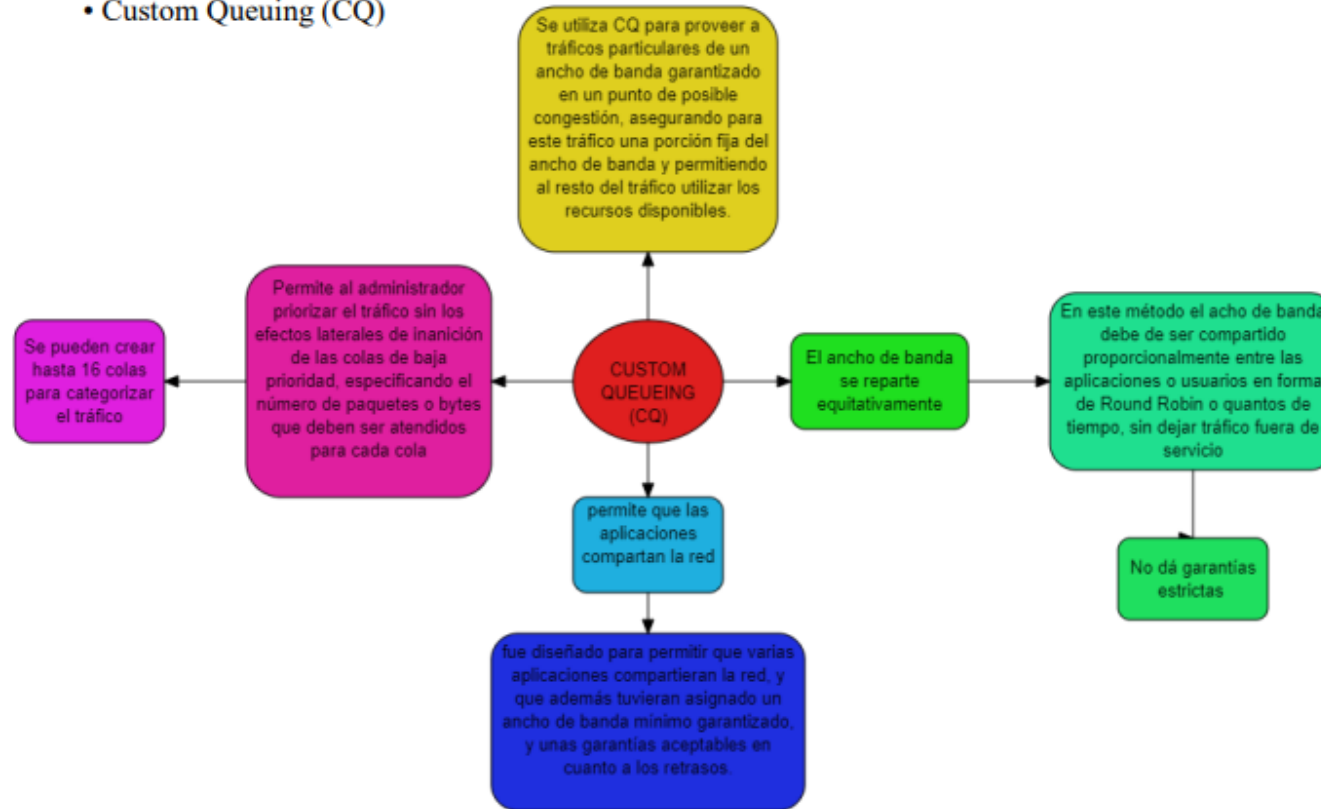 • Custom Queuing (CQ)
Se utiliza CQ para proveer a
tráficos particulares de un
ancho de banda garantizado
en un punto de posible
congestión, asegurando para
este tráfico una porción fija del
ancho de banda y permitiendo
al resto del tráfico utilizar los
recursos disponibles.
Se pueden crear
hasta 16 colas
para categorizar
el tráfico
Permite al administrador
priorizar el tráfico sin los
efectos laterales de inanición
de las colas de baja
prioridad, especificando el
número de paquetes o bytes
que deben ser atendidos
para cada cola
CUSTOM
QUEUEING
(CQ)
El ancho de banda
se reparte
equitativamente
En este método el acho de banda
debe de ser compartido
proporcionalmente entre las
aplicaciones o usuarios en forma
de Round Robin o quantos de
tiempo, sin dejar tráfico fuera de
servicio
No dá garantías
estrictas
permite que las
aplicaciones
compartan la red
fue diseñado para permitir que varias
aplicaciones compartieran la red, y
que además tuvieran asignado un
ancho de banda mínimo garantizado,
y unas garantías aceptables en
cuanto a los retrasos.